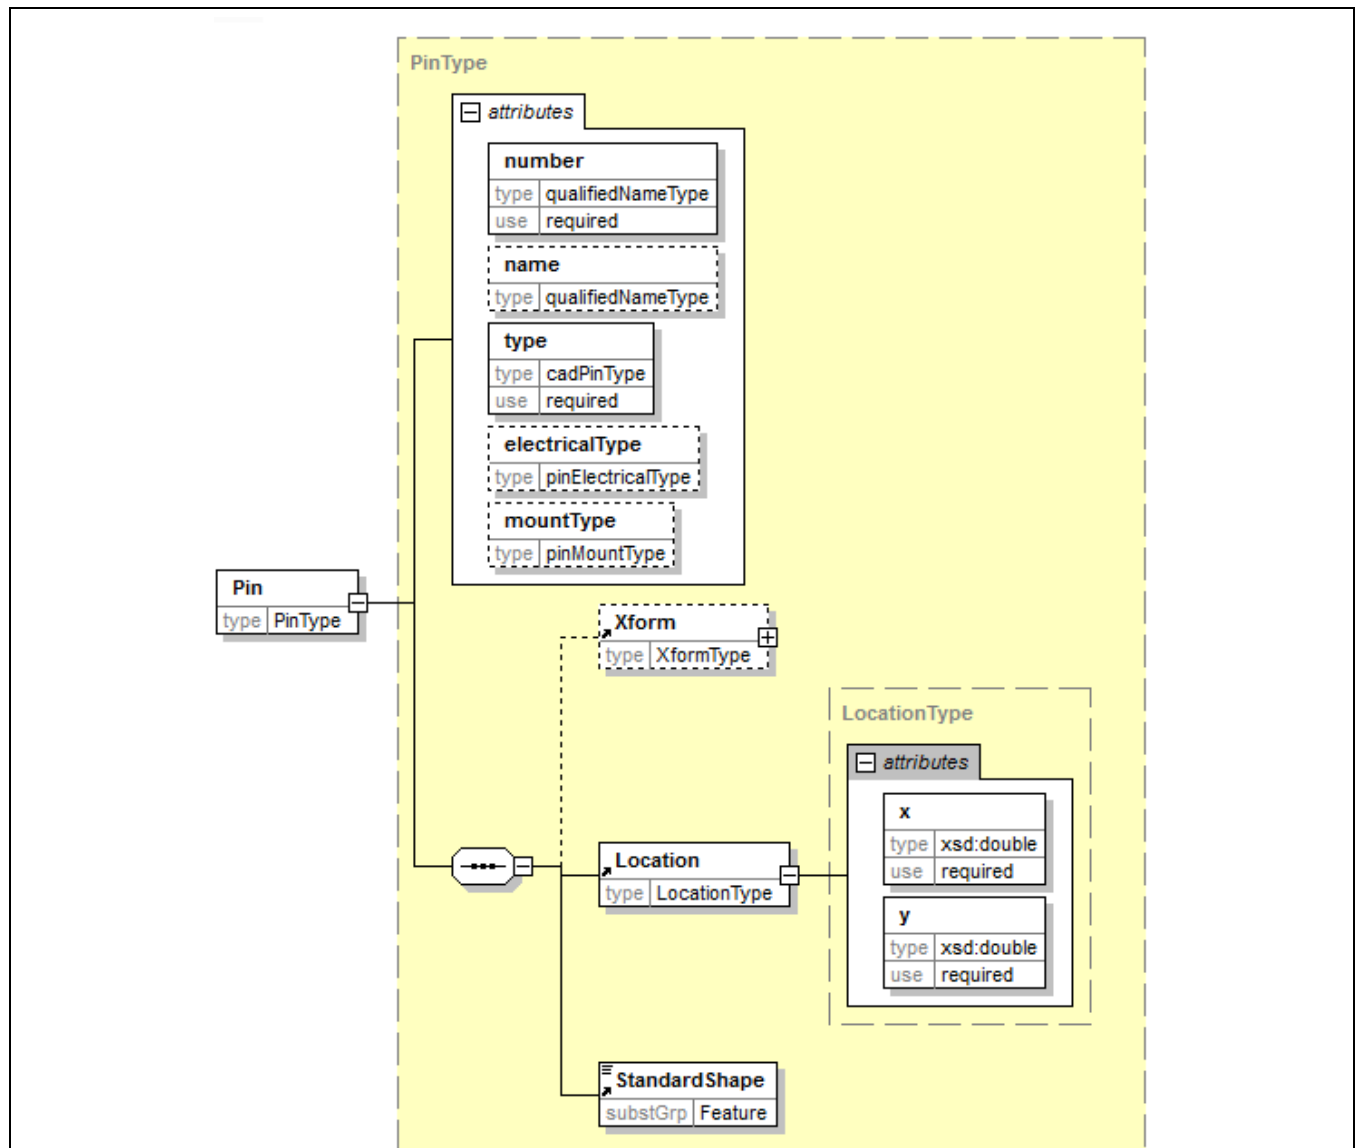 PinType
attributes
number
type qualifiedNameType
use required
name
type qualifiedNameType
type
type cadPinType
use required
electricalType
type pinElectricalType
mountType
type pinMountType
Pin
type PinType
Xform
type XformType
LocationType
attributes
x
type xsd:double
use required
Location
type LocationType
y
type xsd:double
use required
StandardShape
substGrp Feature